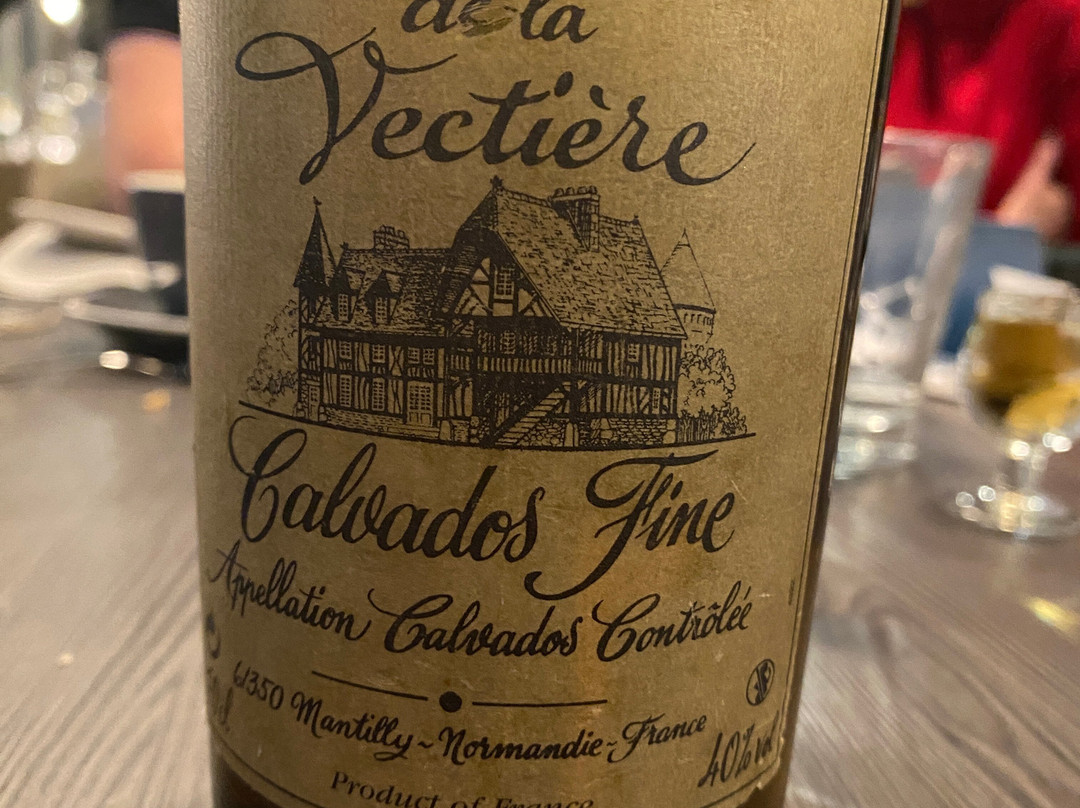 de la
Vectière
Calvados Fine
Appellation Calvados Contrôlée
61350 Mantilly ~ Normandie ~ France
40% vol
Product of France